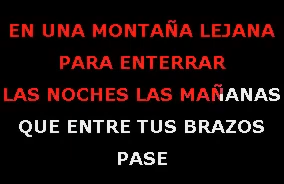 EN UNA MONTAÑA LEJANA
PARA ENTERRAR
LAS NOCHES LAS MAÑANAS
QUE ENTRE TUS BRAZOS
PASE